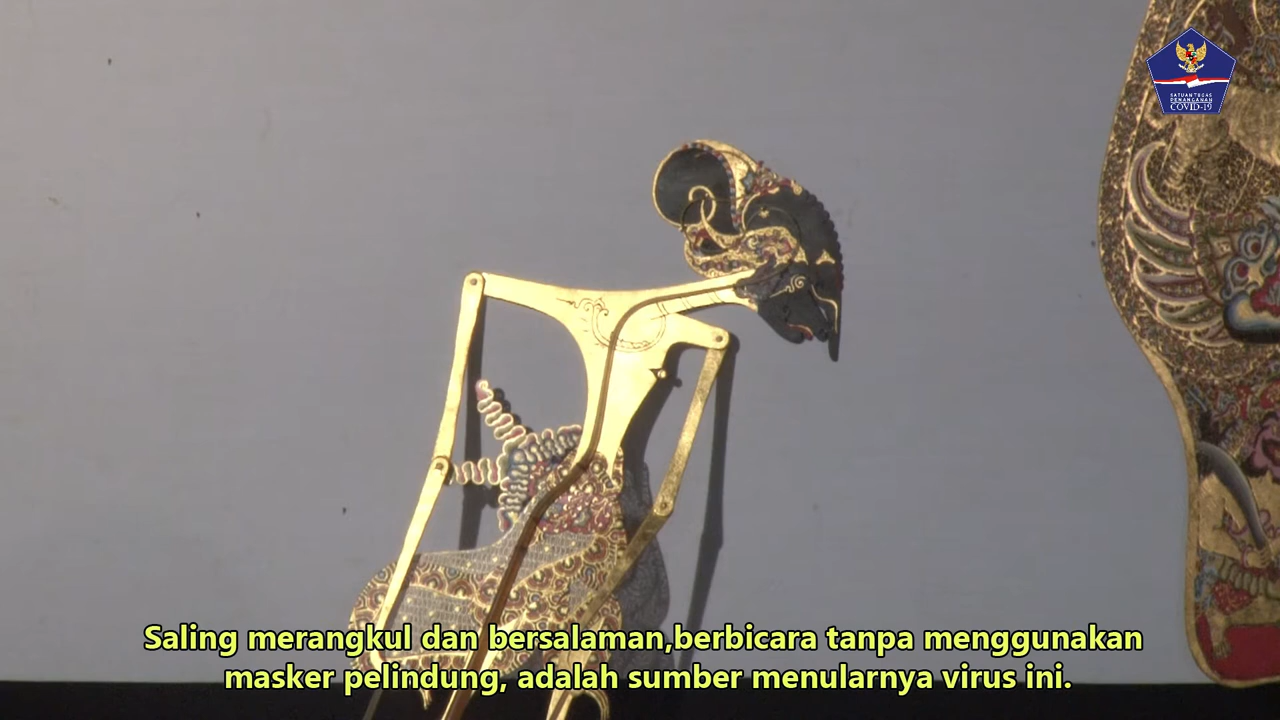 SATUAN TUGAS
PENANGANAN
COVID-19
Saling merangkul dan bersalaman,berbicara tanpa menggunakan
masker pelindung, adalah sumber menularnya virus ini.